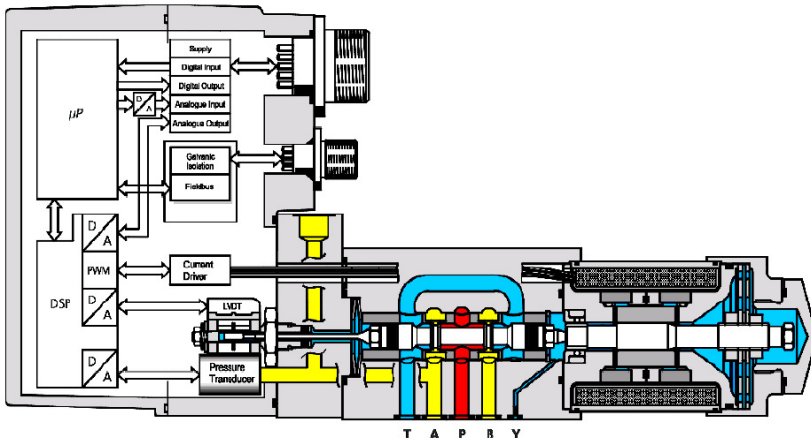 Supply
Digital Input
Digital Output
Analogue Input
Analogue Output
D
A
µP
Galvanic
Isolation
Fieldbus
D
A
PWM
Current
Driver
DSP
D
A
LVDT
D
A
Pressure
Transducer
T A P B Y